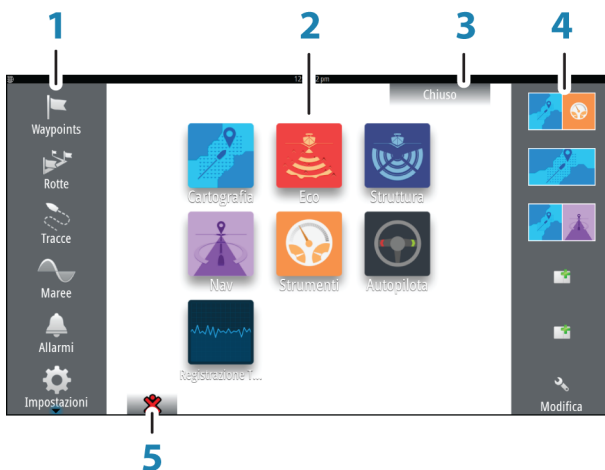 1
2
3
4
Chiuso
Waypoints
Rotte
Tracce
Maree
Allarmi
Impostazioni
Cartografia
Eco
Struttura
Nav
Strumenti
Autopilota
Registrazione T...
Modifica
5